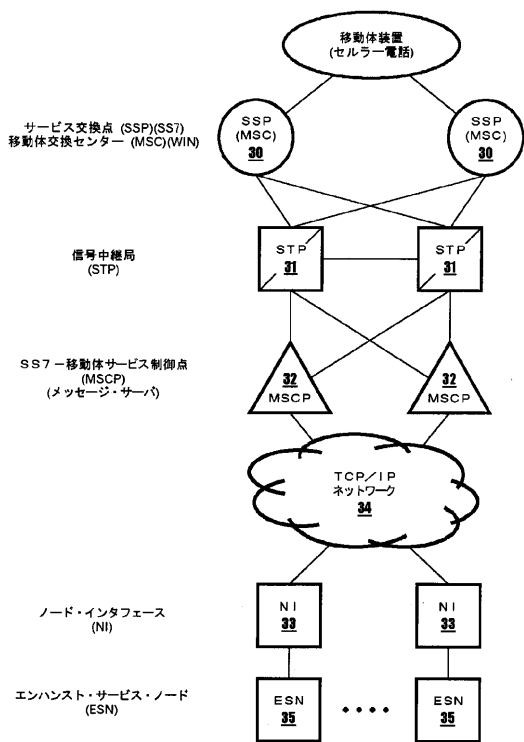 移動体装置
(セルラー電話)
サービス交換点 (SSP)(SS7)
移動体交換センター (MSC)(WIN)
SSP
(MSC)
30
SSP
(MSC)
30
信号中継局
(STP)
STP
31
STP
31
SS7－移動体サービス制御点
(MSCP)
(メッセージ・サーバ)
32
MSCP
32
MSCP
TCP／IP
ネットワーク
34
ノード・インタフェース
(NI)
NI
33
NI
33
エンハンスト・サービス・ノード
(ESN)
ESN
35
ESN
35